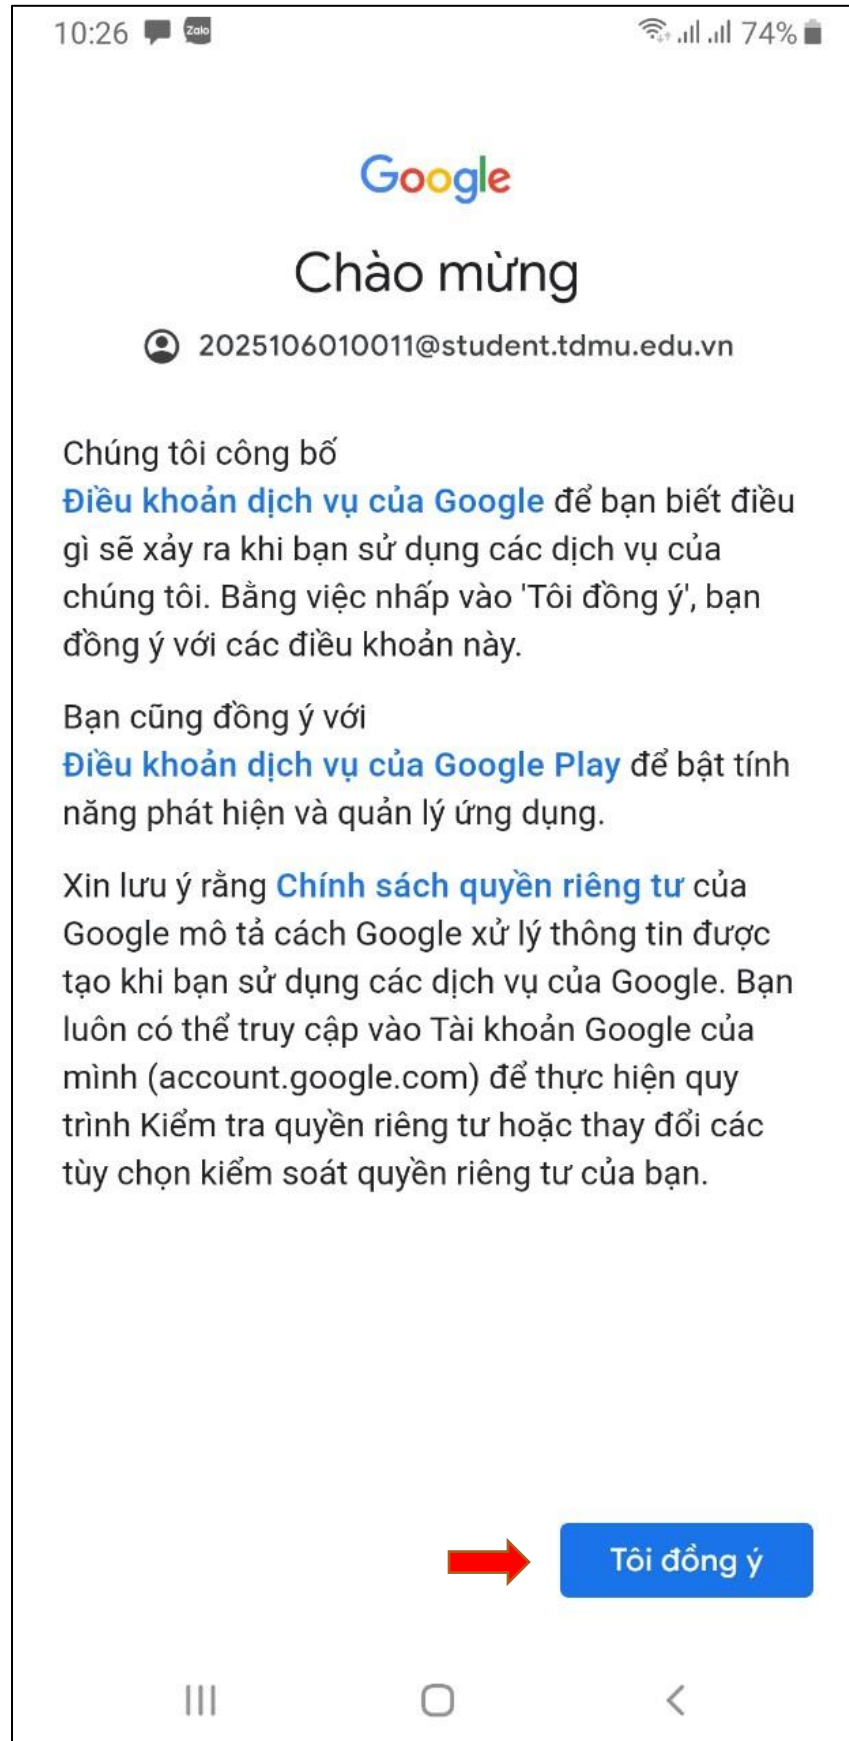 10:26 Zalo 74%
Google
Chào mừng
2025106010011@student.tdmu.edu.vn
Chúng tôi công bố
Điều khoản dịch vụ của Google để bạn biết điều
gì sẽ xảy ra khi bạn sử dụng các dịch vụ của
chúng tôi. Bằng việc nhấp vào 'Tôi đồng ý', bạn
đồng ý với các điều khoản này.
Bạn cũng đồng ý với
Điều khoản dịch vụ của Google Play để bật tính
năng phát hiện và quản lý ứng dụng.
Xin lưu ý rằng Chính sách quyền riêng tư của
Google mô tả cách Google xử lý thông tin được
tạo khi bạn sử dụng các dịch vụ của Google. Bạn
luôn có thể truy cập vào Tài khoản Google của
mình (account.google.com) để thực hiện quy
trình Kiểm tra quyền riêng tư hoặc thay đổi các
tùy chọn kiểm soát quyền riêng tư của bạn.
Tôi đồng ý